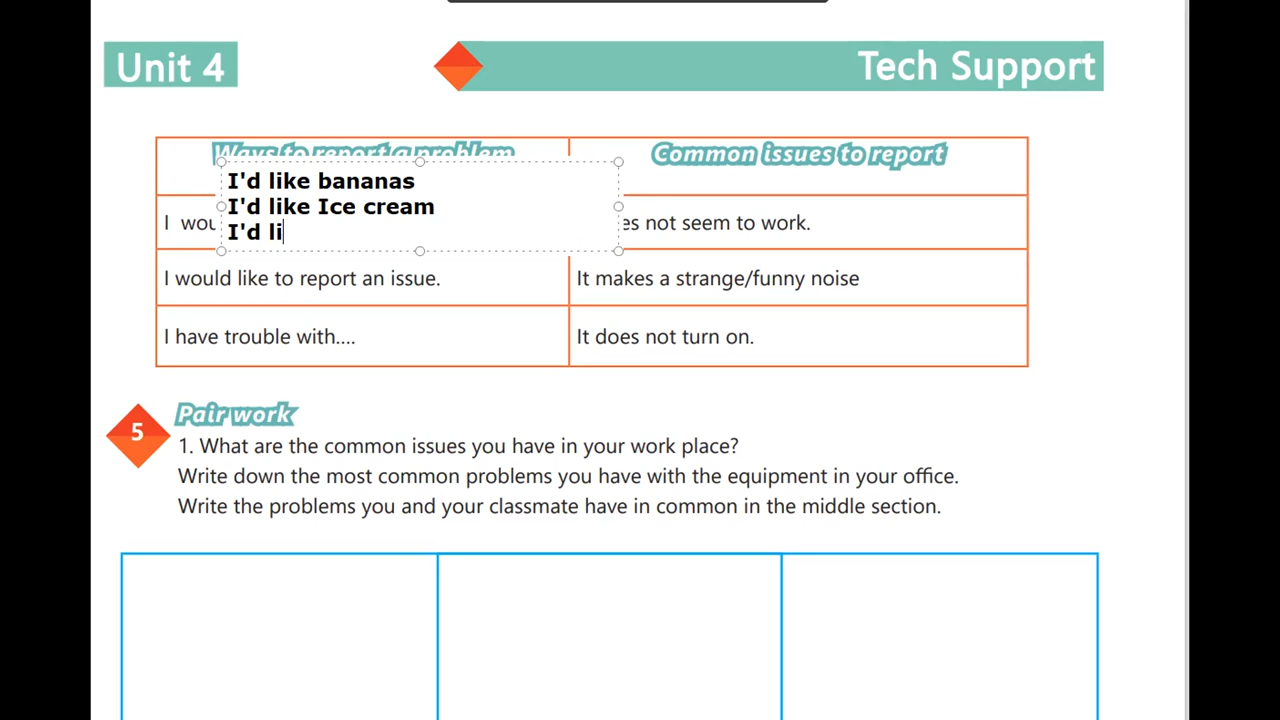 Unit 4
Tech Support
Ways to report a problem
Common issues to report
I'd like bananas
I'd like Ice cream
I'd li
I wou
es not seem to work.
I would like to report an issue.
It makes a strange/funny noise
I have trouble with....
It does not turn on.
5
Pair work
1. What are the common issues you have in your work place?
Write down the most common problems you have with the equipment in your office.
Write the problems you and your classmate have in common in the middle section.